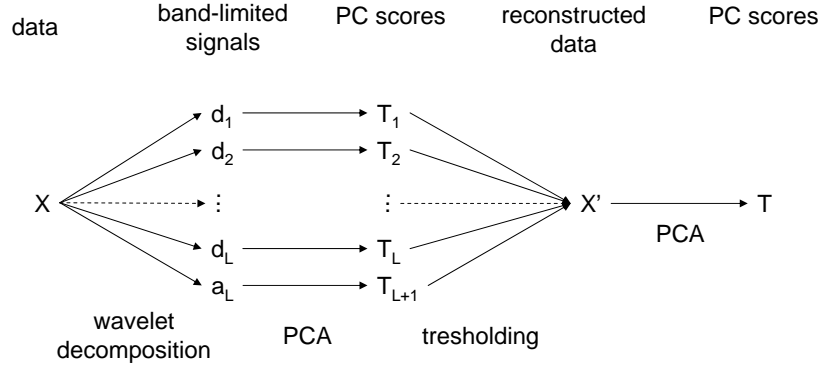 data
band-limited
signals
PC scores
reconstructed
data
PC scores
d1
T1
d2
T2
X
⋮
⋮
X'
T
PCA
dL
TL
aL
TL+1
wavelet
decomposition
PCA
tresholding